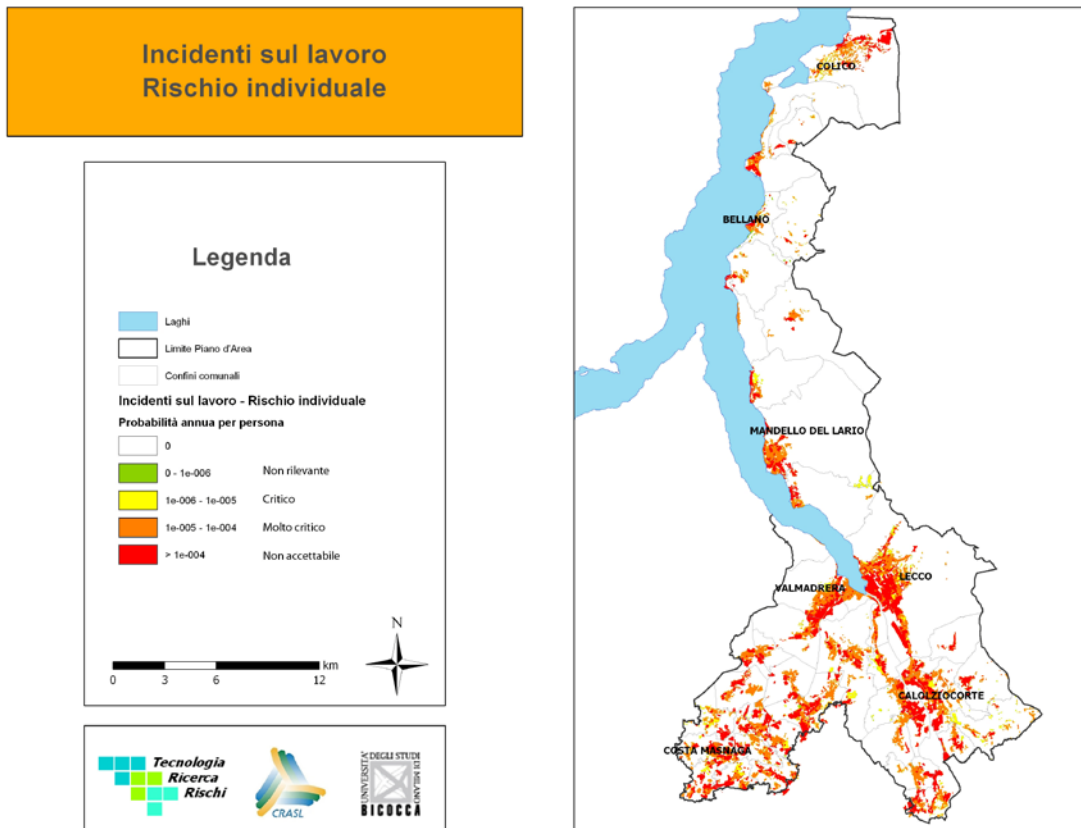 Incidenti sul lavoro
Rischio individuale
Legenda
Laghi
Limite Piano d'Area
Confini comunali
Incidenti sul lavoro - Rischio individuale
Probabilità annua per persona
0
0 - 1e-006 Non rilevante
1e-006 - 1e-005 Critico
1e-005 - 1e-004 Molto critico
> 1e-004 Non accettabile
N
km
0 3 6 12
Tecnologia
Ricerca
Rischi
CRASL
UNIVERSITA'
DEGLI STUDI
DI MILANO
BICOCCA
COLICO
BELLANO
MANDELLO DEL LARIO
LECCO
VALMADRERA
CALOLZIOCORTE
COSTA MASNAGA